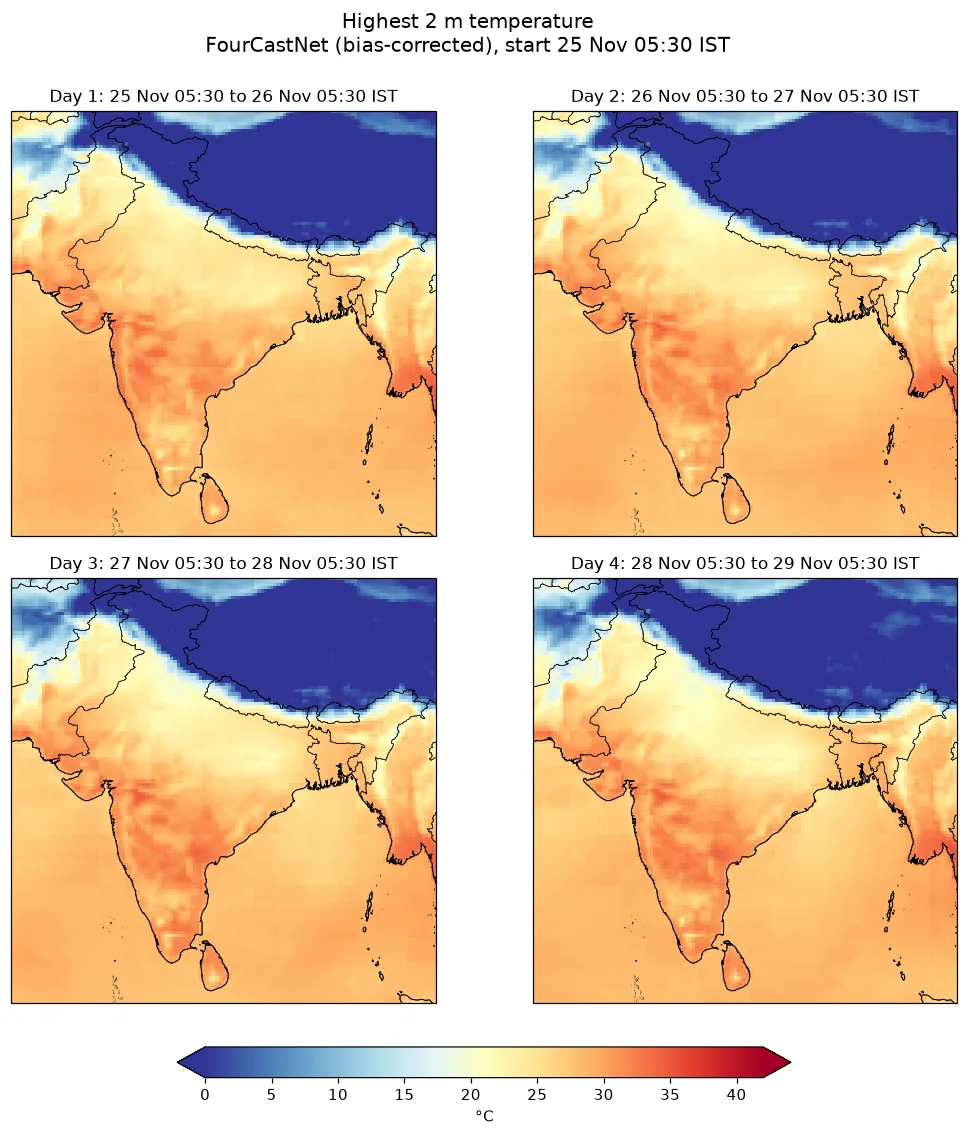 Highest 2 m temperature
FourCastNet (bias-corrected), start 25 Nov 05:30 IST
Day 1: 25 Nov 05:30 to 26 Nov 05:30 IST
Day 2: 26 Nov 05:30 to 27 Nov 05:30 IST
Day 3: 27 Nov 05:30 to 28 Nov 05:30 IST
Day 4: 28 Nov 05:30 to 29 Nov 05:30 IST
0 5 10 15 20 25 30 35 40
°C